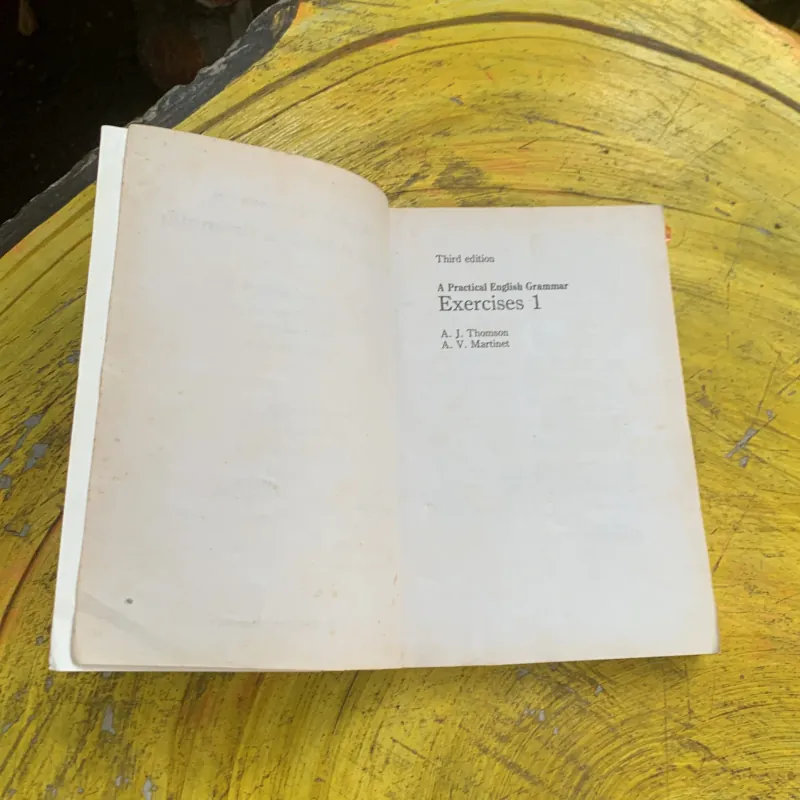 Third edition
A Practical English Grammar
Exercises 1
A. J. Thomson
A. V. Martinet